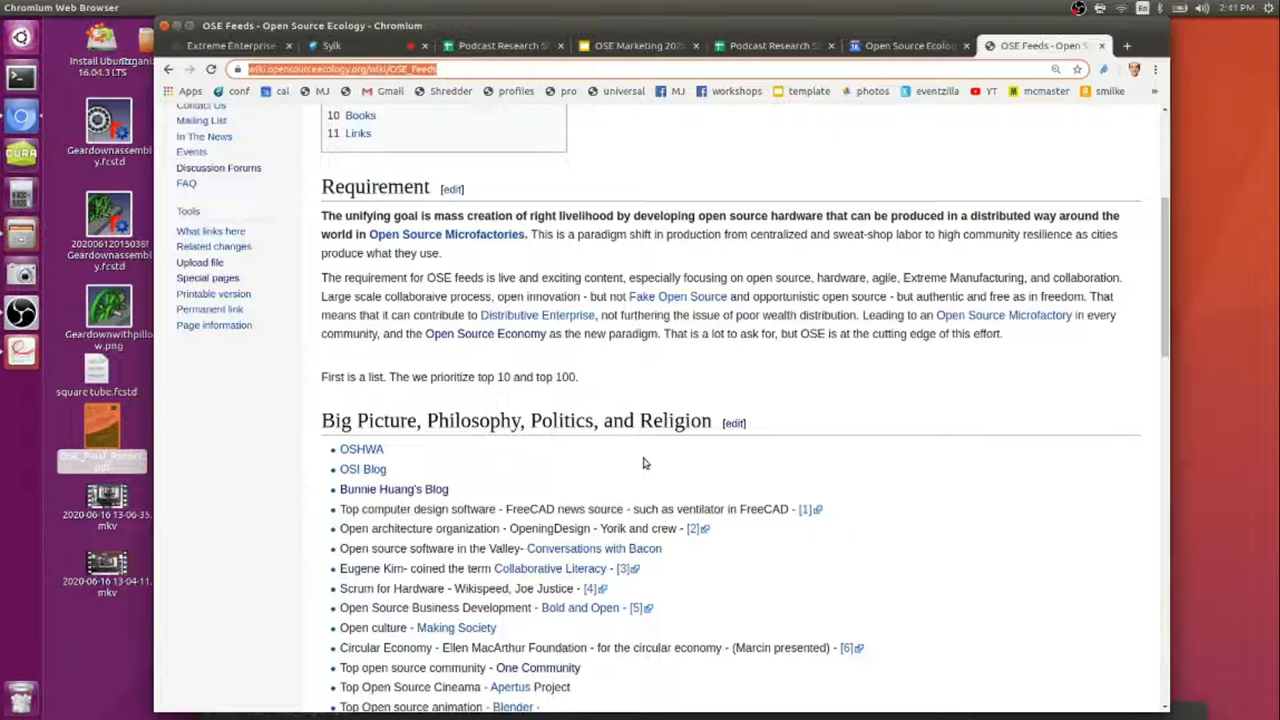 Chromium Web Browser
En
2:41 PM
OSE Feeds - Open Source Ecology - Chromium
Extreme Enterprise
Sylk
Podcast Research S
OSE Marketing 202
Podcast Research S
Open Source Ecolo
OSE Feeds - Open S
wiki.opensourceecology.org/wiki/OSE_Feeds
Apps
conf
cal
MJ
Gmail
Shredder
profiles
pro
universal
MJ
workshops
template
photos
eventzilla
YT
mcmaster
smilke
»
Install Ubuntu
16.04.3 LTS
Geardownassembl
y.fcstd
Geardownassembl
y.fcstd
Geardownwithpillo
w.png
square tube.fcstd
2020-06-16 13-06-35.
mkv
2020-06-16 13-04-11.
mkv
Contact Us
Mailing List
In The News
Events
Discussion Forums
FAQ
Tools
What links here
Related changes
Upload file
Special pages
Printable version
Permanent link
Page information
10 Books
11 Links
Requirement [edit]
The unifying goal is mass creation of right livelihood by developing open source hardware that can be produced in a distributed way around the
world in Open Source Microfactories. This is a paradigm shift in production from centralized and sweat-shop labor to high community resilience as cities
produce what they use.
The requirement for OSE feeds is live and exciting content, especially focusing on open source, hardware, agile, Extreme Manufacturing, and collaboration.
Large scale collaboraive process, open innovation - but not Fake Open Source and opportunistic open source - but authentic and free as in freedom. That
means that it can contribute to Distributive Enterprise, not furthering the issue of poor wealth distribution. Leading to an Open Source Microfactory in every
community, and the Open Source Economy as the new paradigm. That is a lot to ask for, but OSE is at the cutting edge of this effort.
First is a list. The we prioritize top 10 and top 100.
Big Picture, Philosophy, Politics, and Religion [edit]
OSHWA
OSI Blog
Bunnie Huang's Blog
Top computer design software - FreeCAD news source - such as ventilator in FreeCAD - [1]
Open architecture organization - OpeningDesign - Yorik and crew - [2]
Open source software in the Valley- Conversations with Bacon
Eugene Kim- coined the term Collaborative Literacy - [3]
Scrum for Hardware - Wikispeed, Joe Justice - [4]
Open Source Business Development - Bold and Open - [5]
Open culture - Making Society
Circular Economy - Ellen MacArthur Foundation - for the circular economy - (Marcin presented) - [6]
Top open source community - One Community
Top Open Source Cineama - Apertus Project
Top Open source animation - Blender -